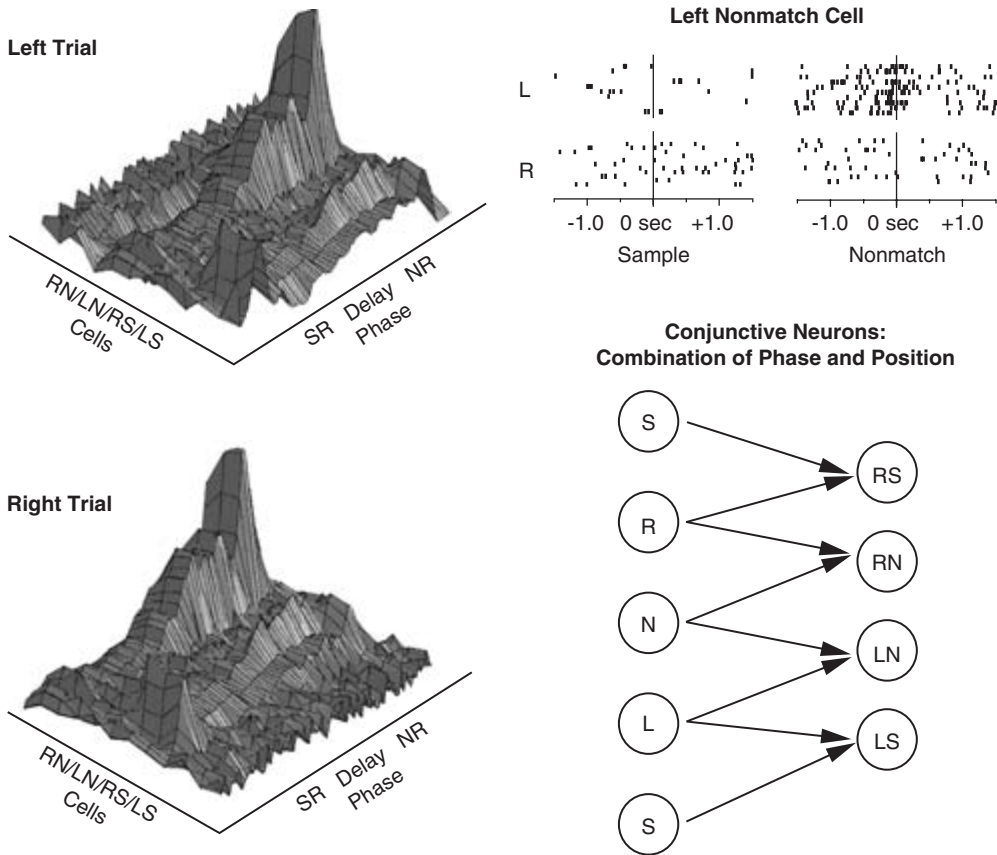 Left Trial
RN/LN/RS/LS
Cells
SR Delay NR
Phase
Right Trial
RN/LN/RS/LS
Cells
SR Delay NR
Phase
Left Nonmatch Cell
L
R
-1.0 0 sec +1.0
Sample
-1.0 0 sec +1.0
Nonmatch
Conjunctive Neurons:
Combination of Phase and Position
S
RS
R
RN
N
LN
L
LS
S